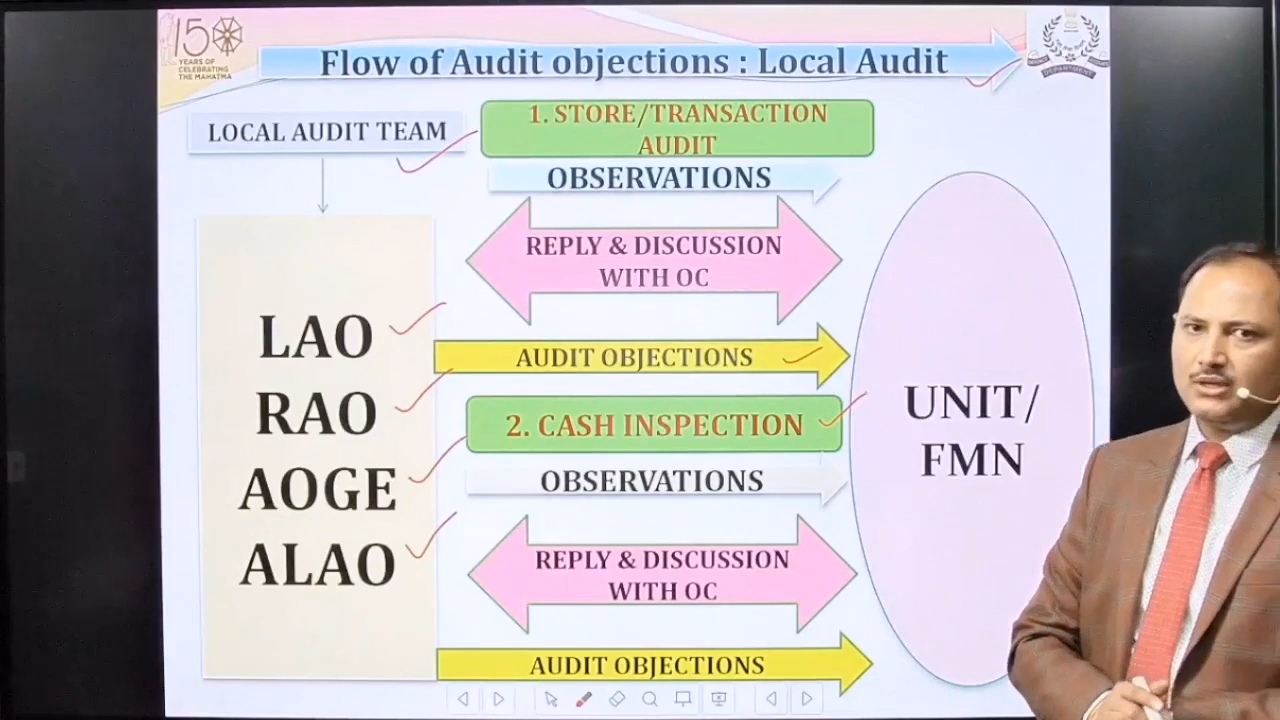 150
YEARS OF
CELEBRATING
THE MAHATMA
Flow of Audit objections : Local Audit
DEPARTMENT
LOCAL AUDIT TEAM
1. STORE/TRANSACTION
AUDIT
OBSERVATIONS
REPLY & DISCUSSION
WITH OC
AUDIT OBJECTIONS
2. CASH INSPECTION
OBSERVATIONS
REPLY & DISCUSSION
WITH OC
AUDIT OBJECTIONS
LAO
RAO
AOGE
ALAO
UNIT/
FMN